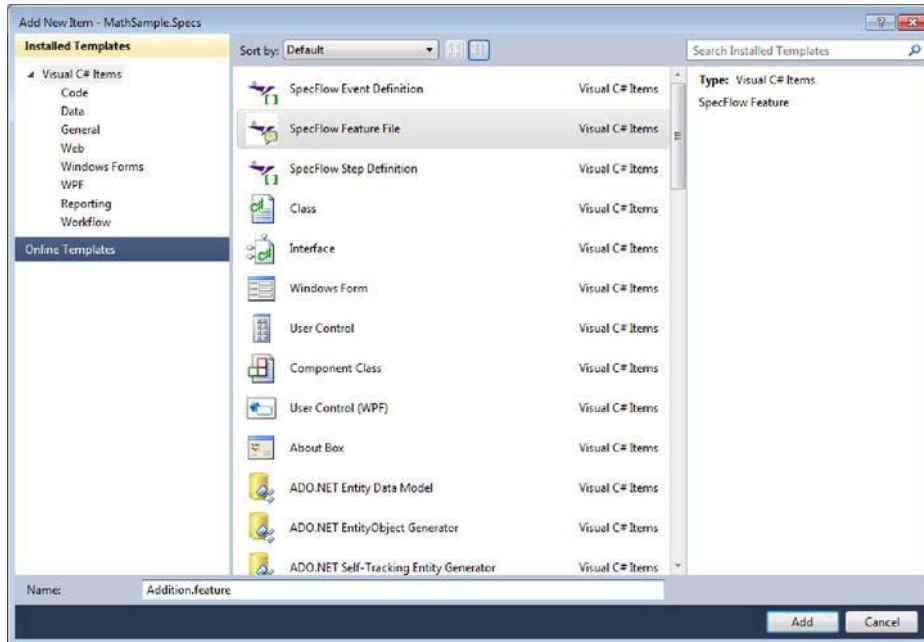 Add New Item - MathSample.Specs
Installed Templates
Visual C# Items
Code
Data
General
Web
Windows Forms
WPF
Reporting
Workflow
Online Templates
Sort by: Default
Search Installed Templates
SpecFlow Event Definition Visual C# Items
SpecFlow Feature File Visual C# Items
SpecFlow Step Definition Visual C# Items
Class Visual C# Items
Interface Visual C# Items
Windows Form Visual C# Items
User Control Visual C# Items
Component Class Visual C# Items
User Control (WPF) Visual C# Items
About Box Visual C# Items
ADO.NET Entity Data Model Visual C# Items
ADO.NET EntityObject Generator Visual C# Items
ADO.NET Self-Tracking Entity Generator Visual C# Items
Type: Visual C# Items
SpecFlow Feature
Name: Addition.feature
Add Cancel